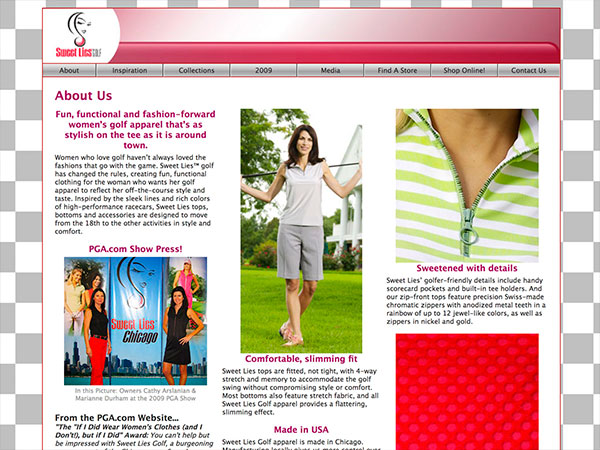 SWEET LIES GOLF
About
Inspiration
Collections
2009
Media
Find A Store
Shop Online!
Contact Us
About Us
Fun, functional and fashion-forward
women's golf apparel that's as
stylish on the tee as it is around
town.
Women who love golf haven't always loved the
fashions that go with the game. Sweet Lies™ golf
has changed the rules, creating fun, functional
clothing for the woman who wants her golf
apparel to reflect her off-the-course style and
taste. Inspired by the sleek lines and rich colors
of high-performance racecars, Sweet Lies tops,
bottoms and accessories are designed to move
from the 18th to the other activities in style and
comfort.
PGA.com Show Press!
SWEET LIES
Chicago
In this Picture: Owners Cathy Arslanian &
Marianne Durham at the 2009 PGA Show
From the PGA.com Website...
"The "If I Did Wear Women's Clothes (and I
Don't!), but if I Did" Award: You can't help but
be impressed with Sweet Lies Golf, a burgeoning
Comfortable, slimming fit
Sweet Lies tops are fitted, not tight, with 4-way
stretch and memory to accommodate the golf
swing without compromising style or comfort.
Most bottoms also feature stretch fabric, and all
Sweet Lies Golf apparel provides a flattering,
slimming effect.
Made in USA
Sweet Lies Golf apparel is made in Chicago.
Manufacturing locally gives us more control over
Sweetened with details
Sweet Lies' golfer-friendly details include handy
scorecard pockets and built-in tee holders. And
our zip-front tops feature precision Swiss-made
chromatic zippers with anodized metal teeth in a
rainbow of up to 12 jewel-like colors, as well as
zippers in nickel and gold.